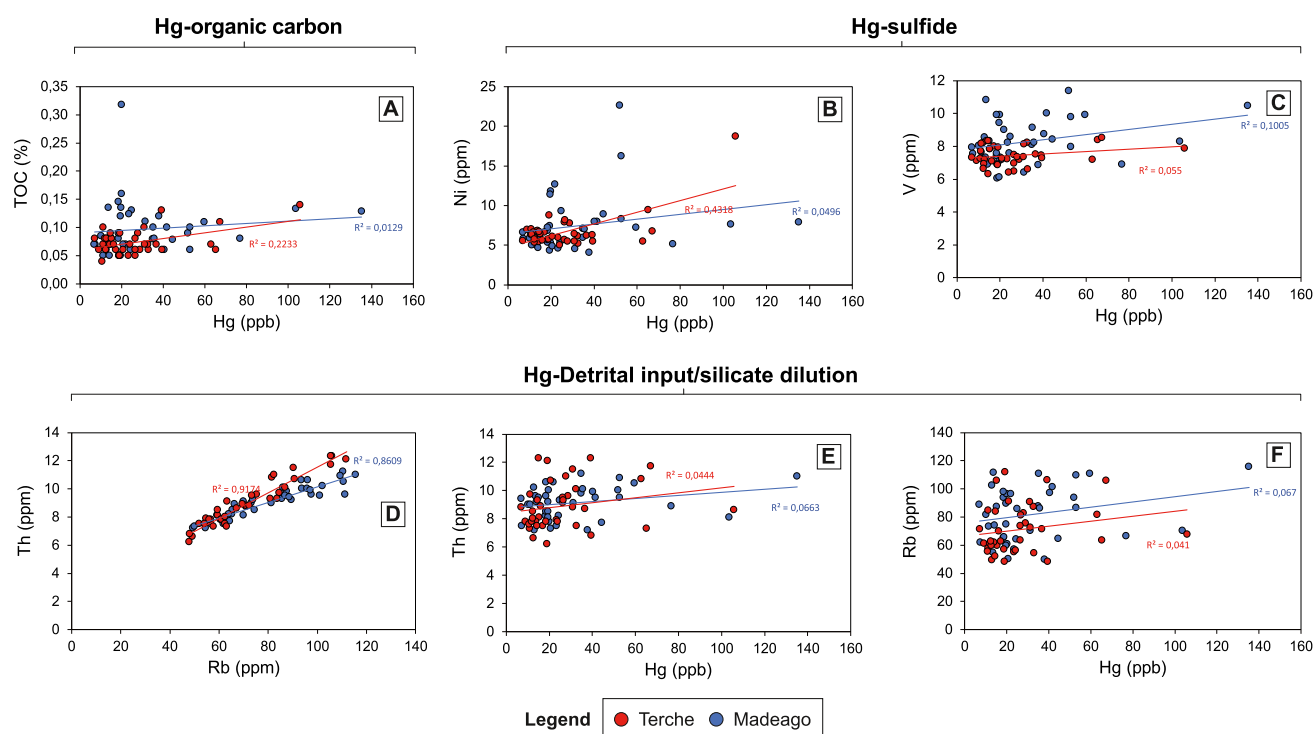 Hg-organic carbon
Hg-sulfide
A
TOC (%)
0,35
0,30
0,25
0,20
0,15
0,10
0,05
0,00
R² = 0,0129
R² = 0,2233
0 20 40 60 80 100 120 140 160
Hg (ppb)
B
Ni (ppm)
25
20
15
10
5
0
R² = 0,4318
R² = 0,0496
0 20 40 60 80 100 120 140 160
Hg (ppb)
C
V (ppm)
12
10
8
6
4
2
0
R² = 0,1005
R² = 0,055
0 20 40 60 80 100 120 140 160
Hg (ppb)
Hg-Detrital input/silicate dilution
D
Th (ppm)
14
12
10
8
6
4
2
0
R² = 0,8609
R² = 0,9174
0 20 40 60 80 100 120 140
Rb (ppm)
E
Th (ppm)
14
12
10
8
6
4
2
0
R² = 0,0444
R² = 0,0663
0 20 40 60 80 100 120 140 160
Hg (ppb)
F
Rb (ppm)
140
120
100
80
60
40
20
0
R² = 0,067
R² = 0,041
0 20 40 60 80 100 120 140 160
Hg (ppb)
Legend Terche Madeago